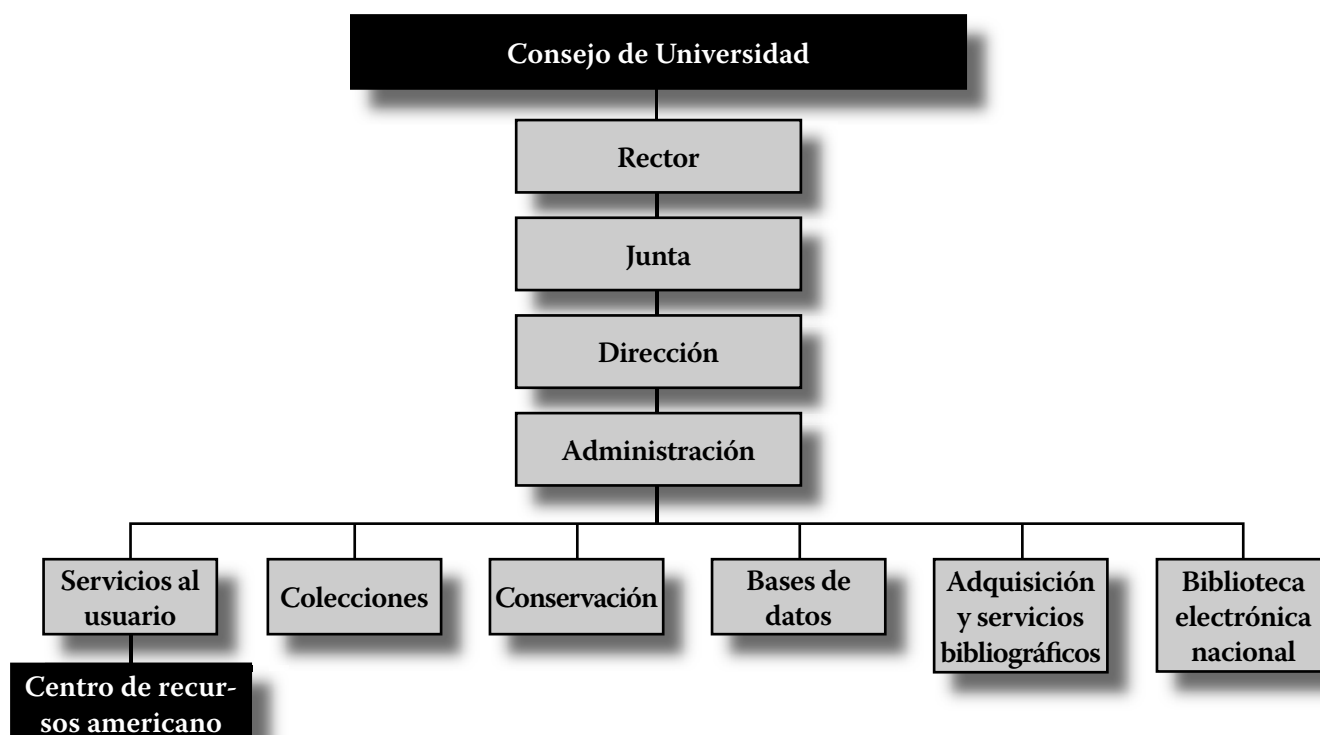 Consejo de Universidad
Rector
Junta
Dirección
Administración
Servicios al
usuario
Colecciones
Conservación
Bases de
datos
Adquisición
y servicios
bibliográficos
Biblioteca
electrónica
nacional
Centro de recur-
sos americano